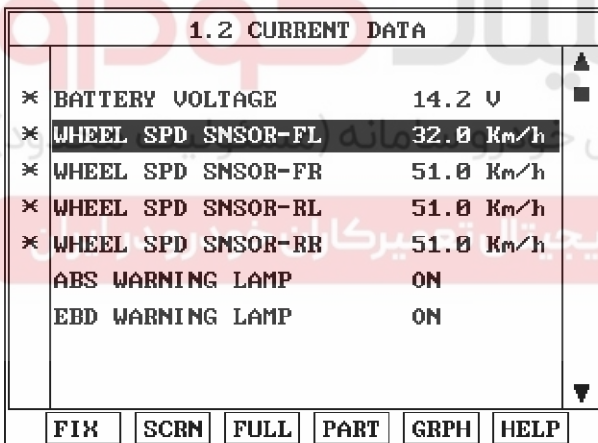 1.2 CURRENT DATA
× BATTERY VOLTAGE 14.2 V
× WHEEL SPD SNSOR-FL 32.0 Km/h
× WHEEL SPD SNSOR-FR 51.0 Km/h
× WHEEL SPD SNSOR-RL 51.0 Km/h
× WHEEL SPD SNSOR-RR 51.0 Km/h
ABS WARNING LAMP ON
EBD WARNING LAMP ON
FIX SCRN FULL PART GRPH HELP